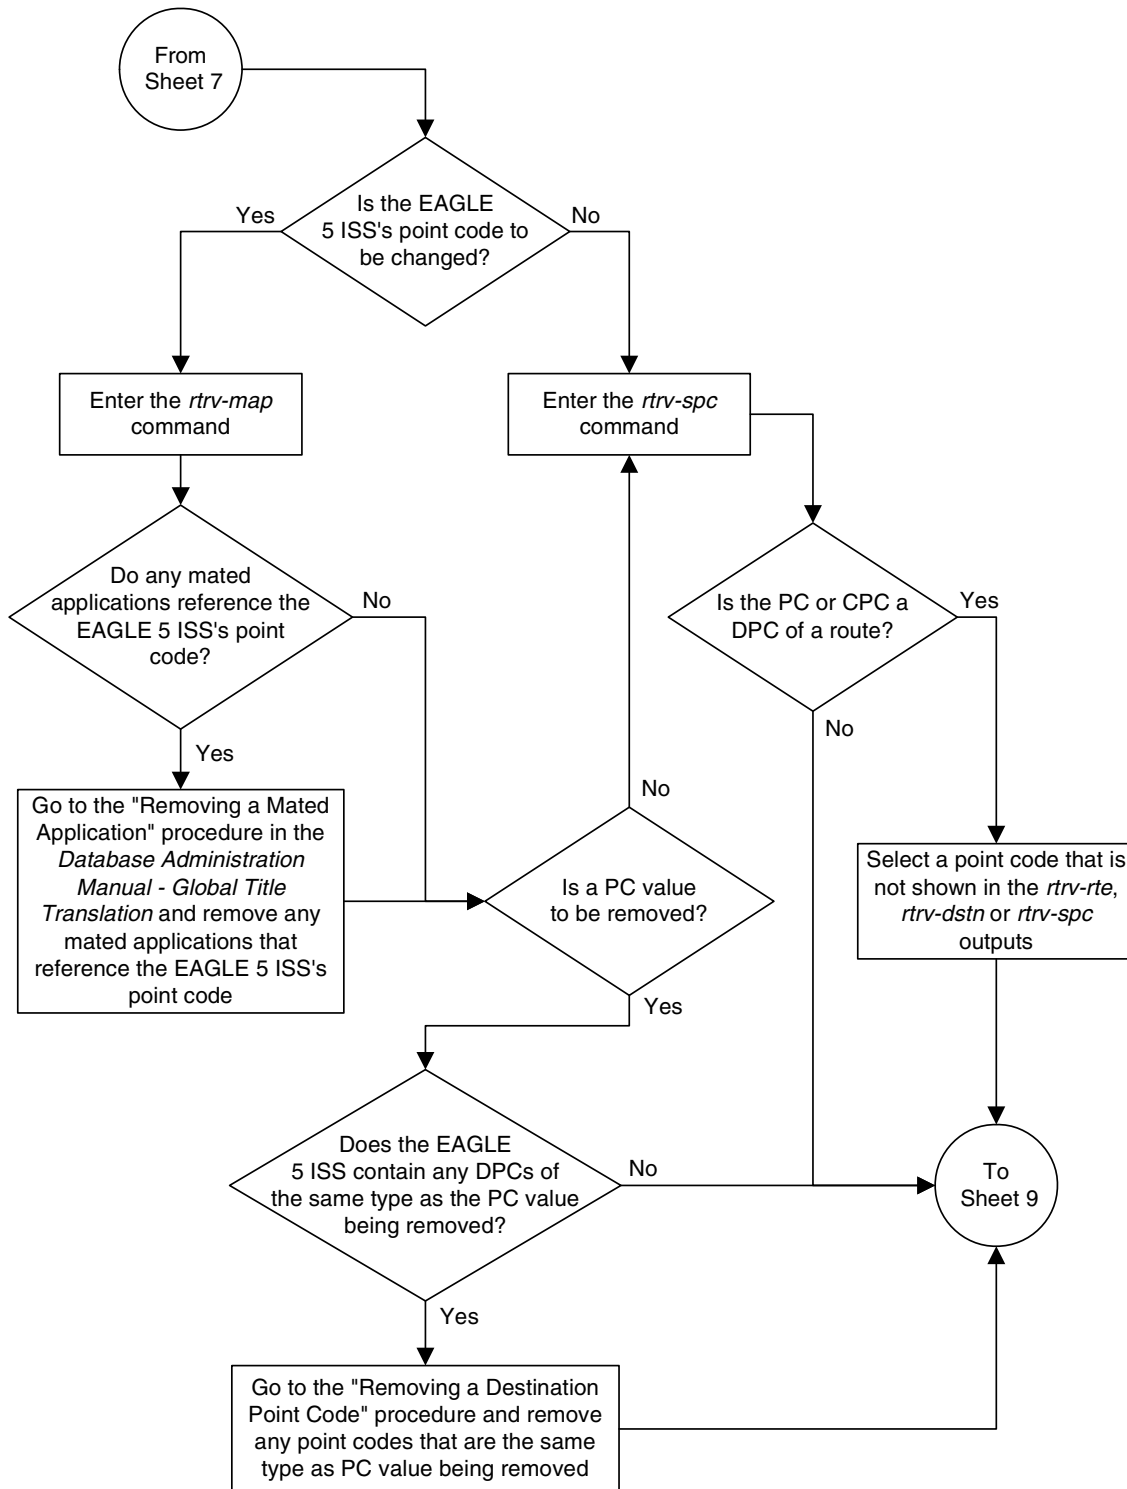 From
Sheet 7
Is the EAGLE
5 ISS's point code to
be changed?
Yes
No
Enter the rtrv-map
command
Enter the rtrv-spc
command
Do any mated
applications reference the
EAGLE 5 ISS's point
code?
No
Yes
Is the PC or CPC a
DPC of a route?
Yes
No
Go to the "Removing a Mated
Application" procedure in the
Database Administration
Manual - Global Title
Translation and remove any
mated applications that
reference the EAGLE 5 ISS's
point code
No
Is a PC value
to be removed?
Yes
Select a point code that is
not shown in the rtrv-rte,
rtrv-dstn or rtrv-spc
outputs
Does the EAGLE
5 ISS contain any DPCs of
the same type as the PC value
being removed?
No
Yes
To
Sheet 9
Go to the "Removing a Destination
Point Code" procedure and remove
any point codes that are the same
type as PC value being removed